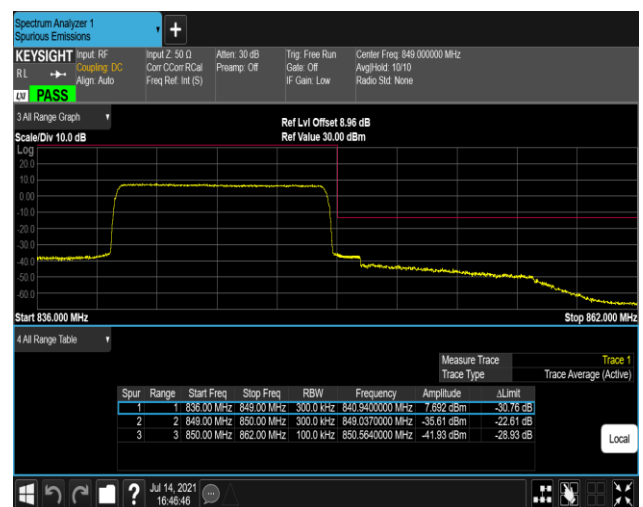 Spectrum Analyzer 1
Spurious Emissions
+
KEYSIGHT Input: RF Input Z: 50 Ω Atten: 30 dB Trig: Free Run Center Freq: 849.000000 MHz
RL Coupling: DC Corr CCorr RCal Preamp: Off Gate: Off Avg|Hold: 10/10
Align: Auto Freq Ref: Int (S) IF Gain: Low Radio Std: None
LXI PASS
3 All Range Graph
Ref Lvl Offset 8.96 dB
Scale/Div 10.0 dB Ref Value 30.00 dBm
Log
20.0
10.0
0.00
-10.0
-20.0
-30.0
-40.0
-50.0
-60.0
Start 836.000 MHz Stop 862.000 MHz
4 All Range Table
Measure Trace Trace 1
Trace Type Trace Average (Active)
Spur Range Start Freq Stop Freq RBW Frequency Amplitude ΔLimit
1 1 836.00 MHz 849.00 MHz 300.0 kHz 840.9400000 MHz 7.692 dBm -30.76 dB
2 2 849.00 MHz 850.00 MHz 300.0 kHz 849.0370000 MHz -35.61 dBm -22.61 dB
3 3 850.00 MHz 862.00 MHz 100.0 kHz 850.5640000 MHz -41.93 dBm -28.93 dB
Local
? Jul 14, 2021
16:46:46